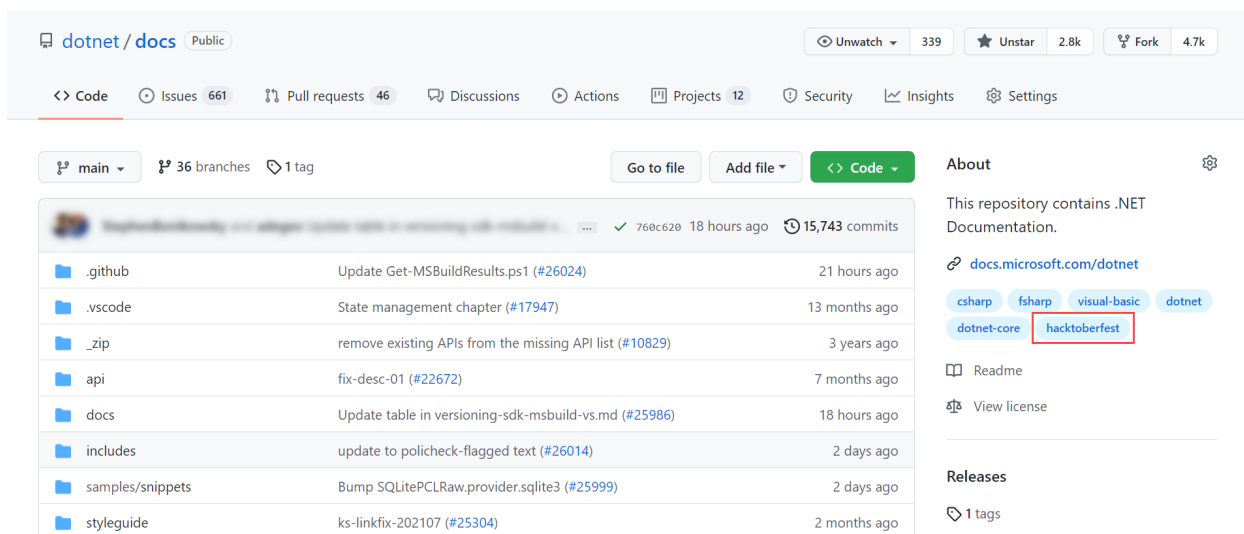 dotnet / docs Public
Unwatch 339 Unstar 2.8k Fork 4.7k
<> Code Issues 661 Pull requests 46 Discussions Actions Projects 12 Security Insights Settings
main 36 branches 1 tag Go to file Add file <> Code
... 760c620 18 hours ago 15,743 commits
.github Update Get-MSBuildResults.ps1 (#26024) 21 hours ago
.vscode State management chapter (#17947) 13 months ago
_zip remove existing APIs from the missing API list (#10829) 3 years ago
api fix-desc-01 (#22672) 7 months ago
docs Update table in versioning-sdk-msbuild-vs.md (#25986) 18 hours ago
includes update to policheck-flagged text (#26014) 2 days ago
samples/snippets Bump SQLitePCLRaw.provider.sqlite3 (#25999) 2 days ago
styleguide ks-linkfix-202107 (#25304) 2 months ago
About
This repository contains .NET
Documentation.
docs.microsoft.com/dotnet
csharp fsharp visual-basic dotnet
dotnet-core hacktoberfest
Readme
View license
Releases
1 tags